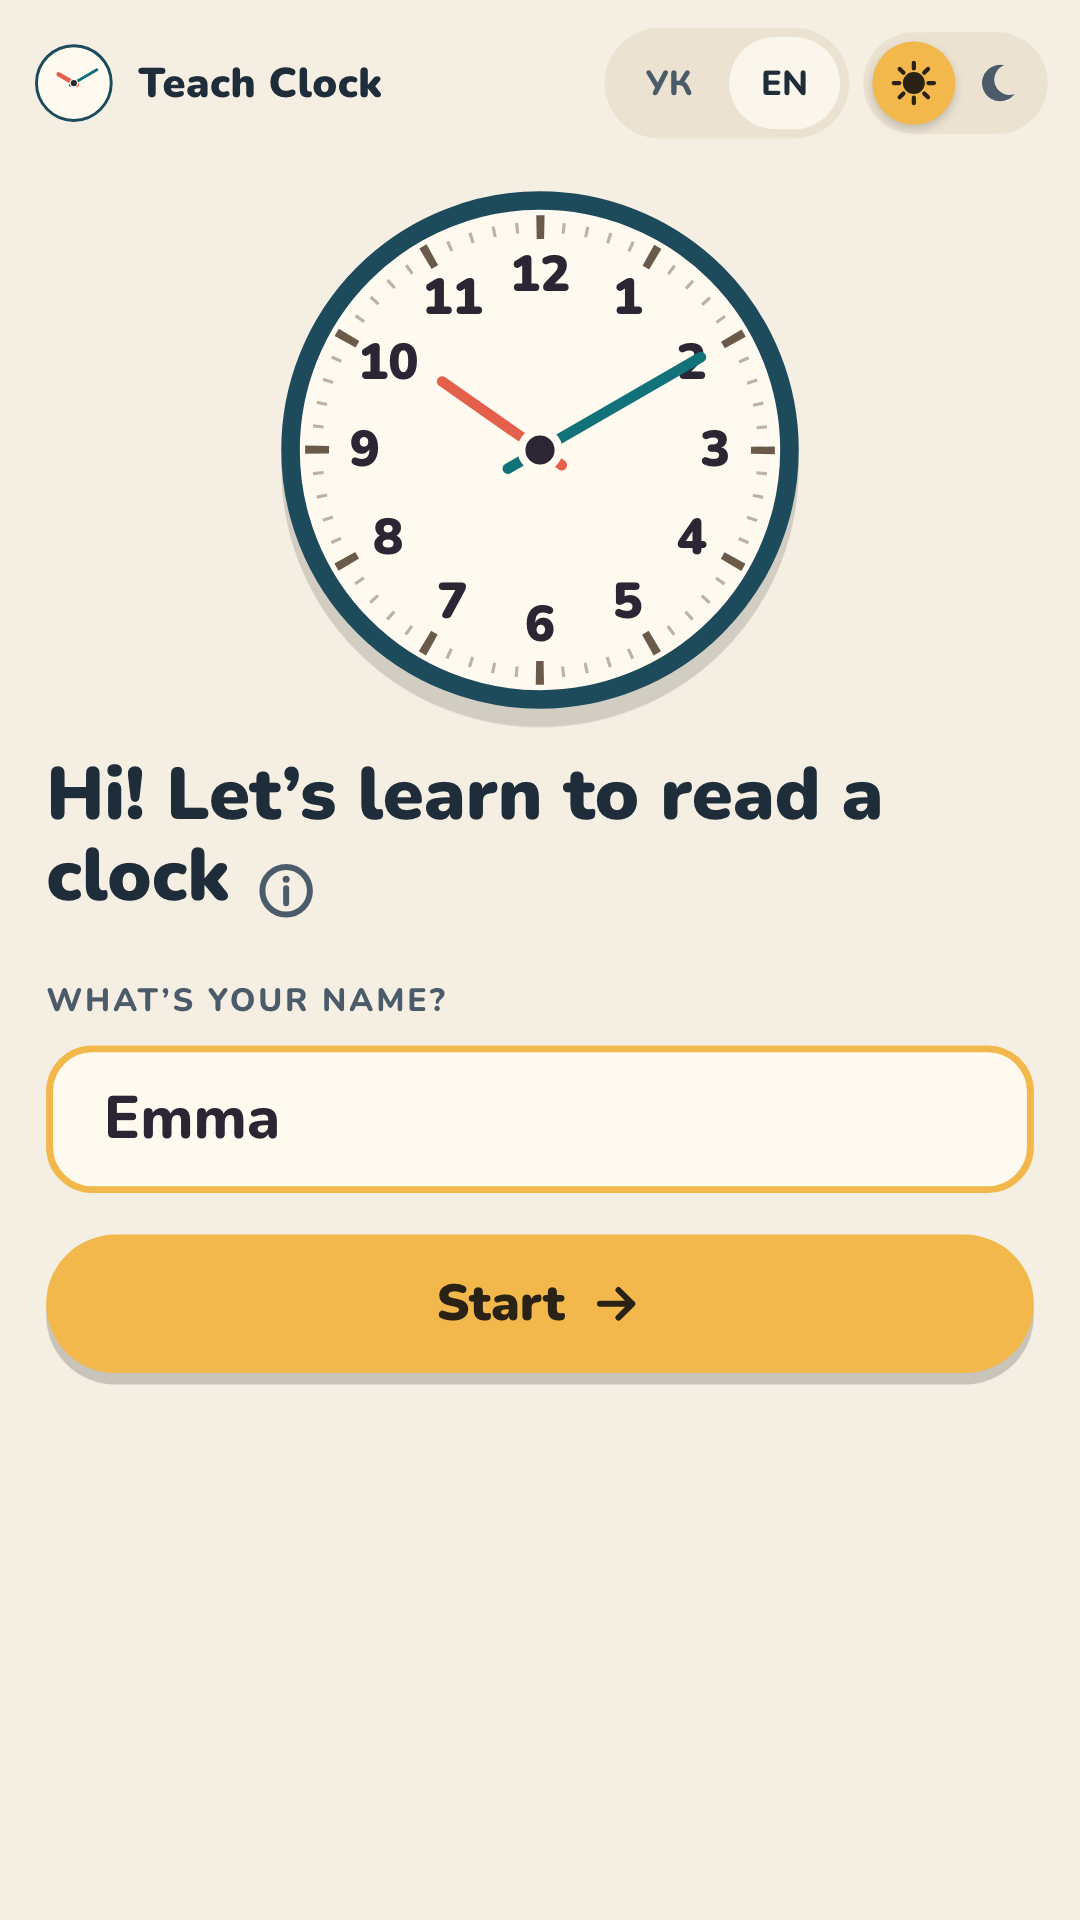 Teach Clock
УК EN
12
11 1
10 2
9 3
8 4
7 5
6
Hi! Let’s learn to read a
clock
WHAT’S YOUR NAME?
Emma
Start